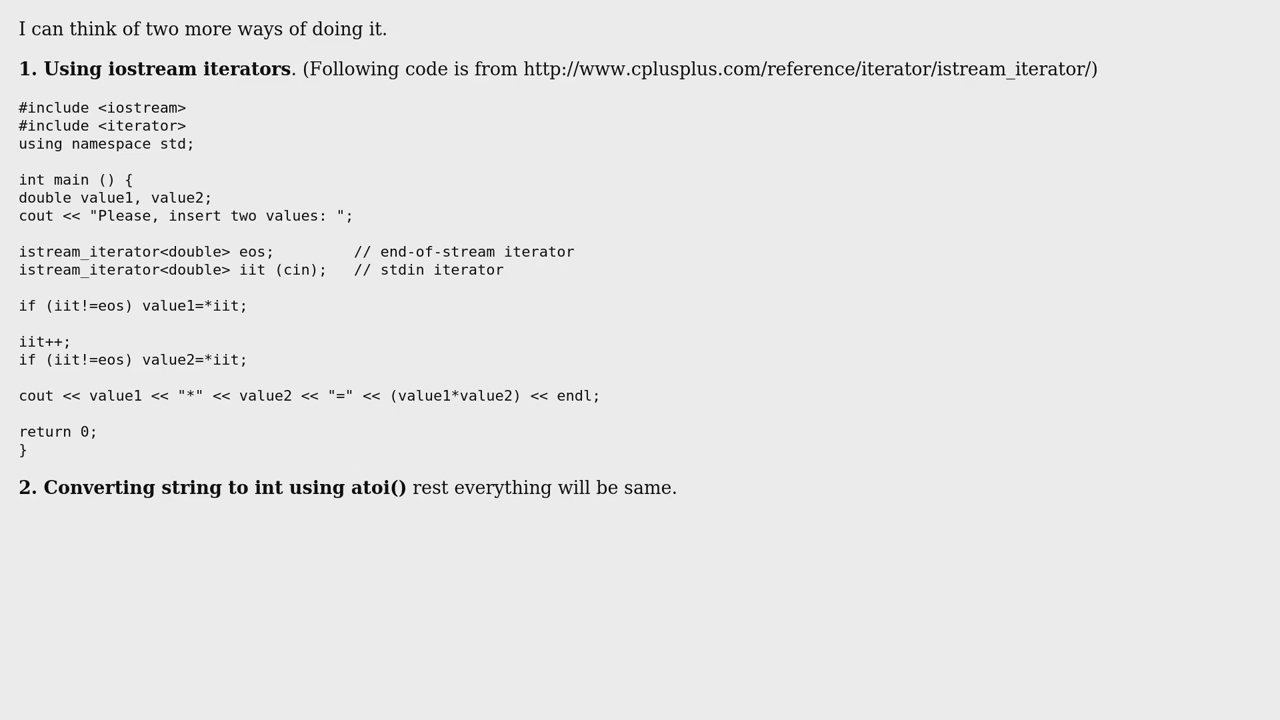 I can think of two more ways of doing it.
1. Using iostream iterators. (Following code is from http://www.cplusplus.com/reference/iterator/istream_iterator/)
#include <iostream>
#include <iterator>
using namespace std;
int main () {
double value1, value2;
cout << "Please, insert two values: ";
istream_iterator<double> eos;         // end-of-stream iterator
istream_iterator<double> iit (cin);   // stdin iterator
if (iit!=eos) value1=*iit;
iit++;
if (iit!=eos) value2=*iit;
cout << value1 << "*" << value2 << "=" << (value1*value2) << endl;
return 0;
}
2. Converting string to int using atoi() rest everything will be same.